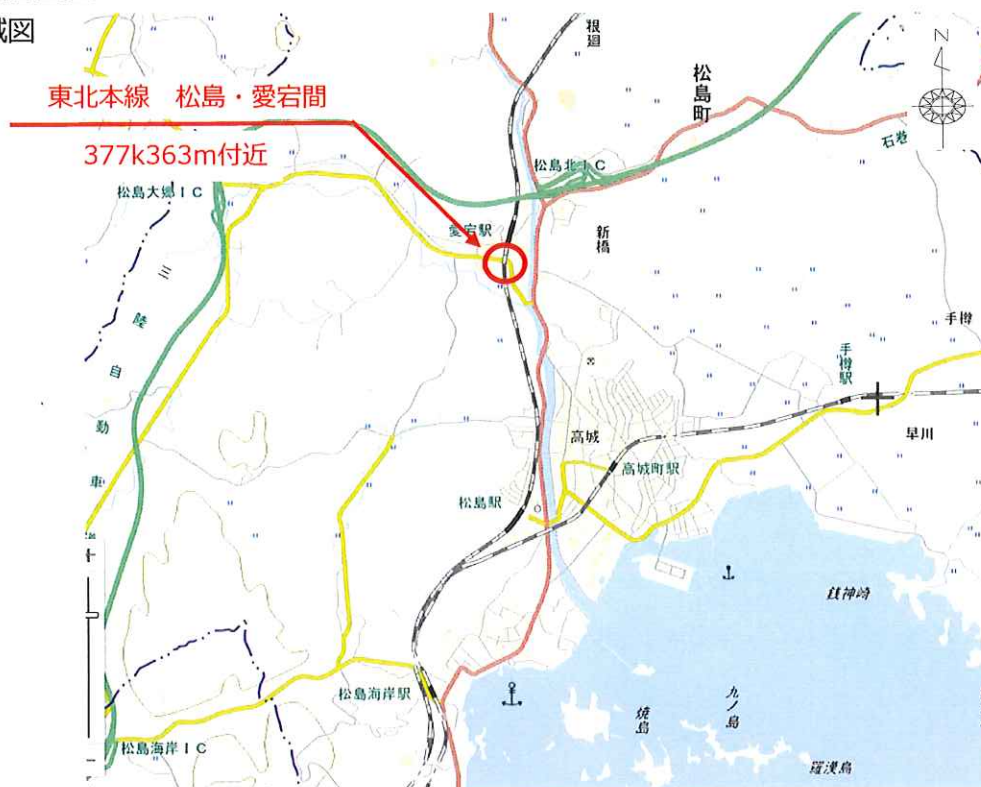 域図
根廻
N
東北本線　松島・愛宕間
松島町
377k363m付近
石巻
松島北IC
松島大郷IC
愛宕駅
新橋
三陸自動車
手樽
手樽駅
早川
高城
高城町駅
松島駅
銭神崎
松島海岸駅
九ノ島
焼島
松島海岸IC
羅漢島